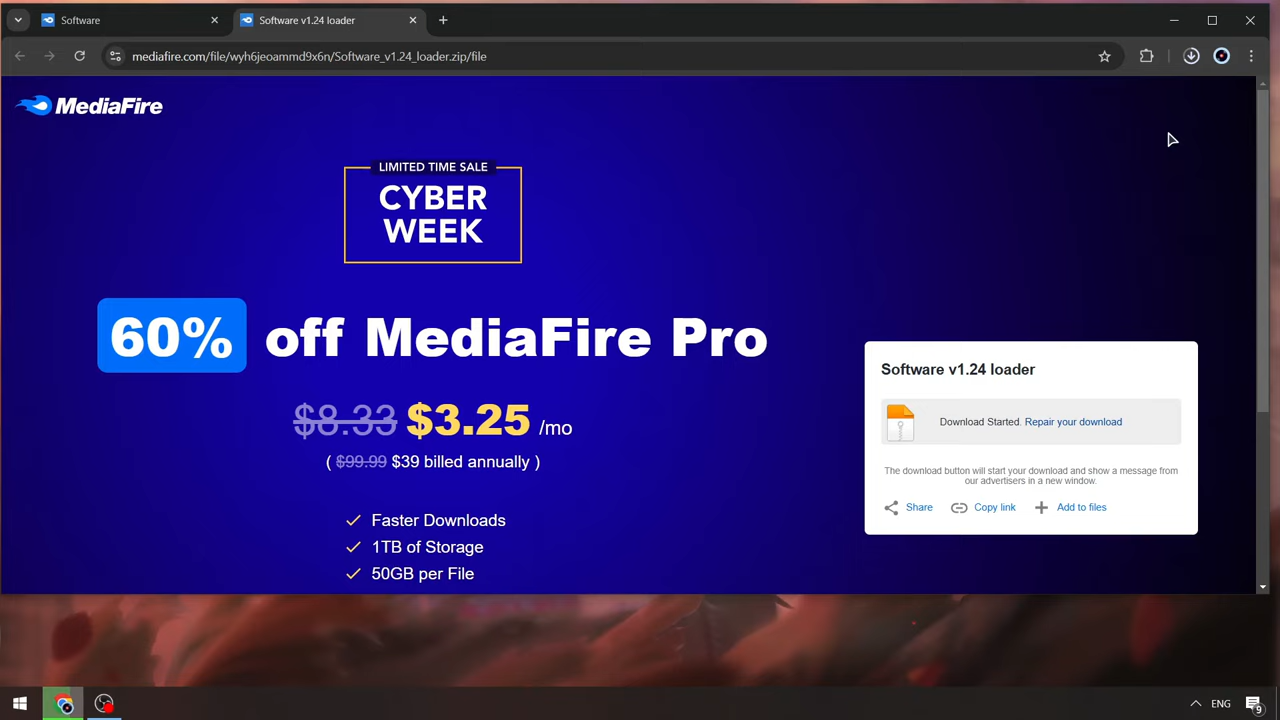 Software
Software v1.24 loader
mediafire.com/file/wyh6jeoammd9x6n/Software_v1.24_loader.zip/file
MediaFire
LIMITED TIME SALE
CYBER
WEEK
60% off MediaFire Pro
$8.33 $3.25 /mo
( $99.99 $39 billed annually )
Faster Downloads
1TB of Storage
50GB per File
Software v1.24 loader
Download Started. Repair your download
The download button will start your download and show a message from
our advertisers in a new window.
Share
Copy link
Add to files
ENG
9